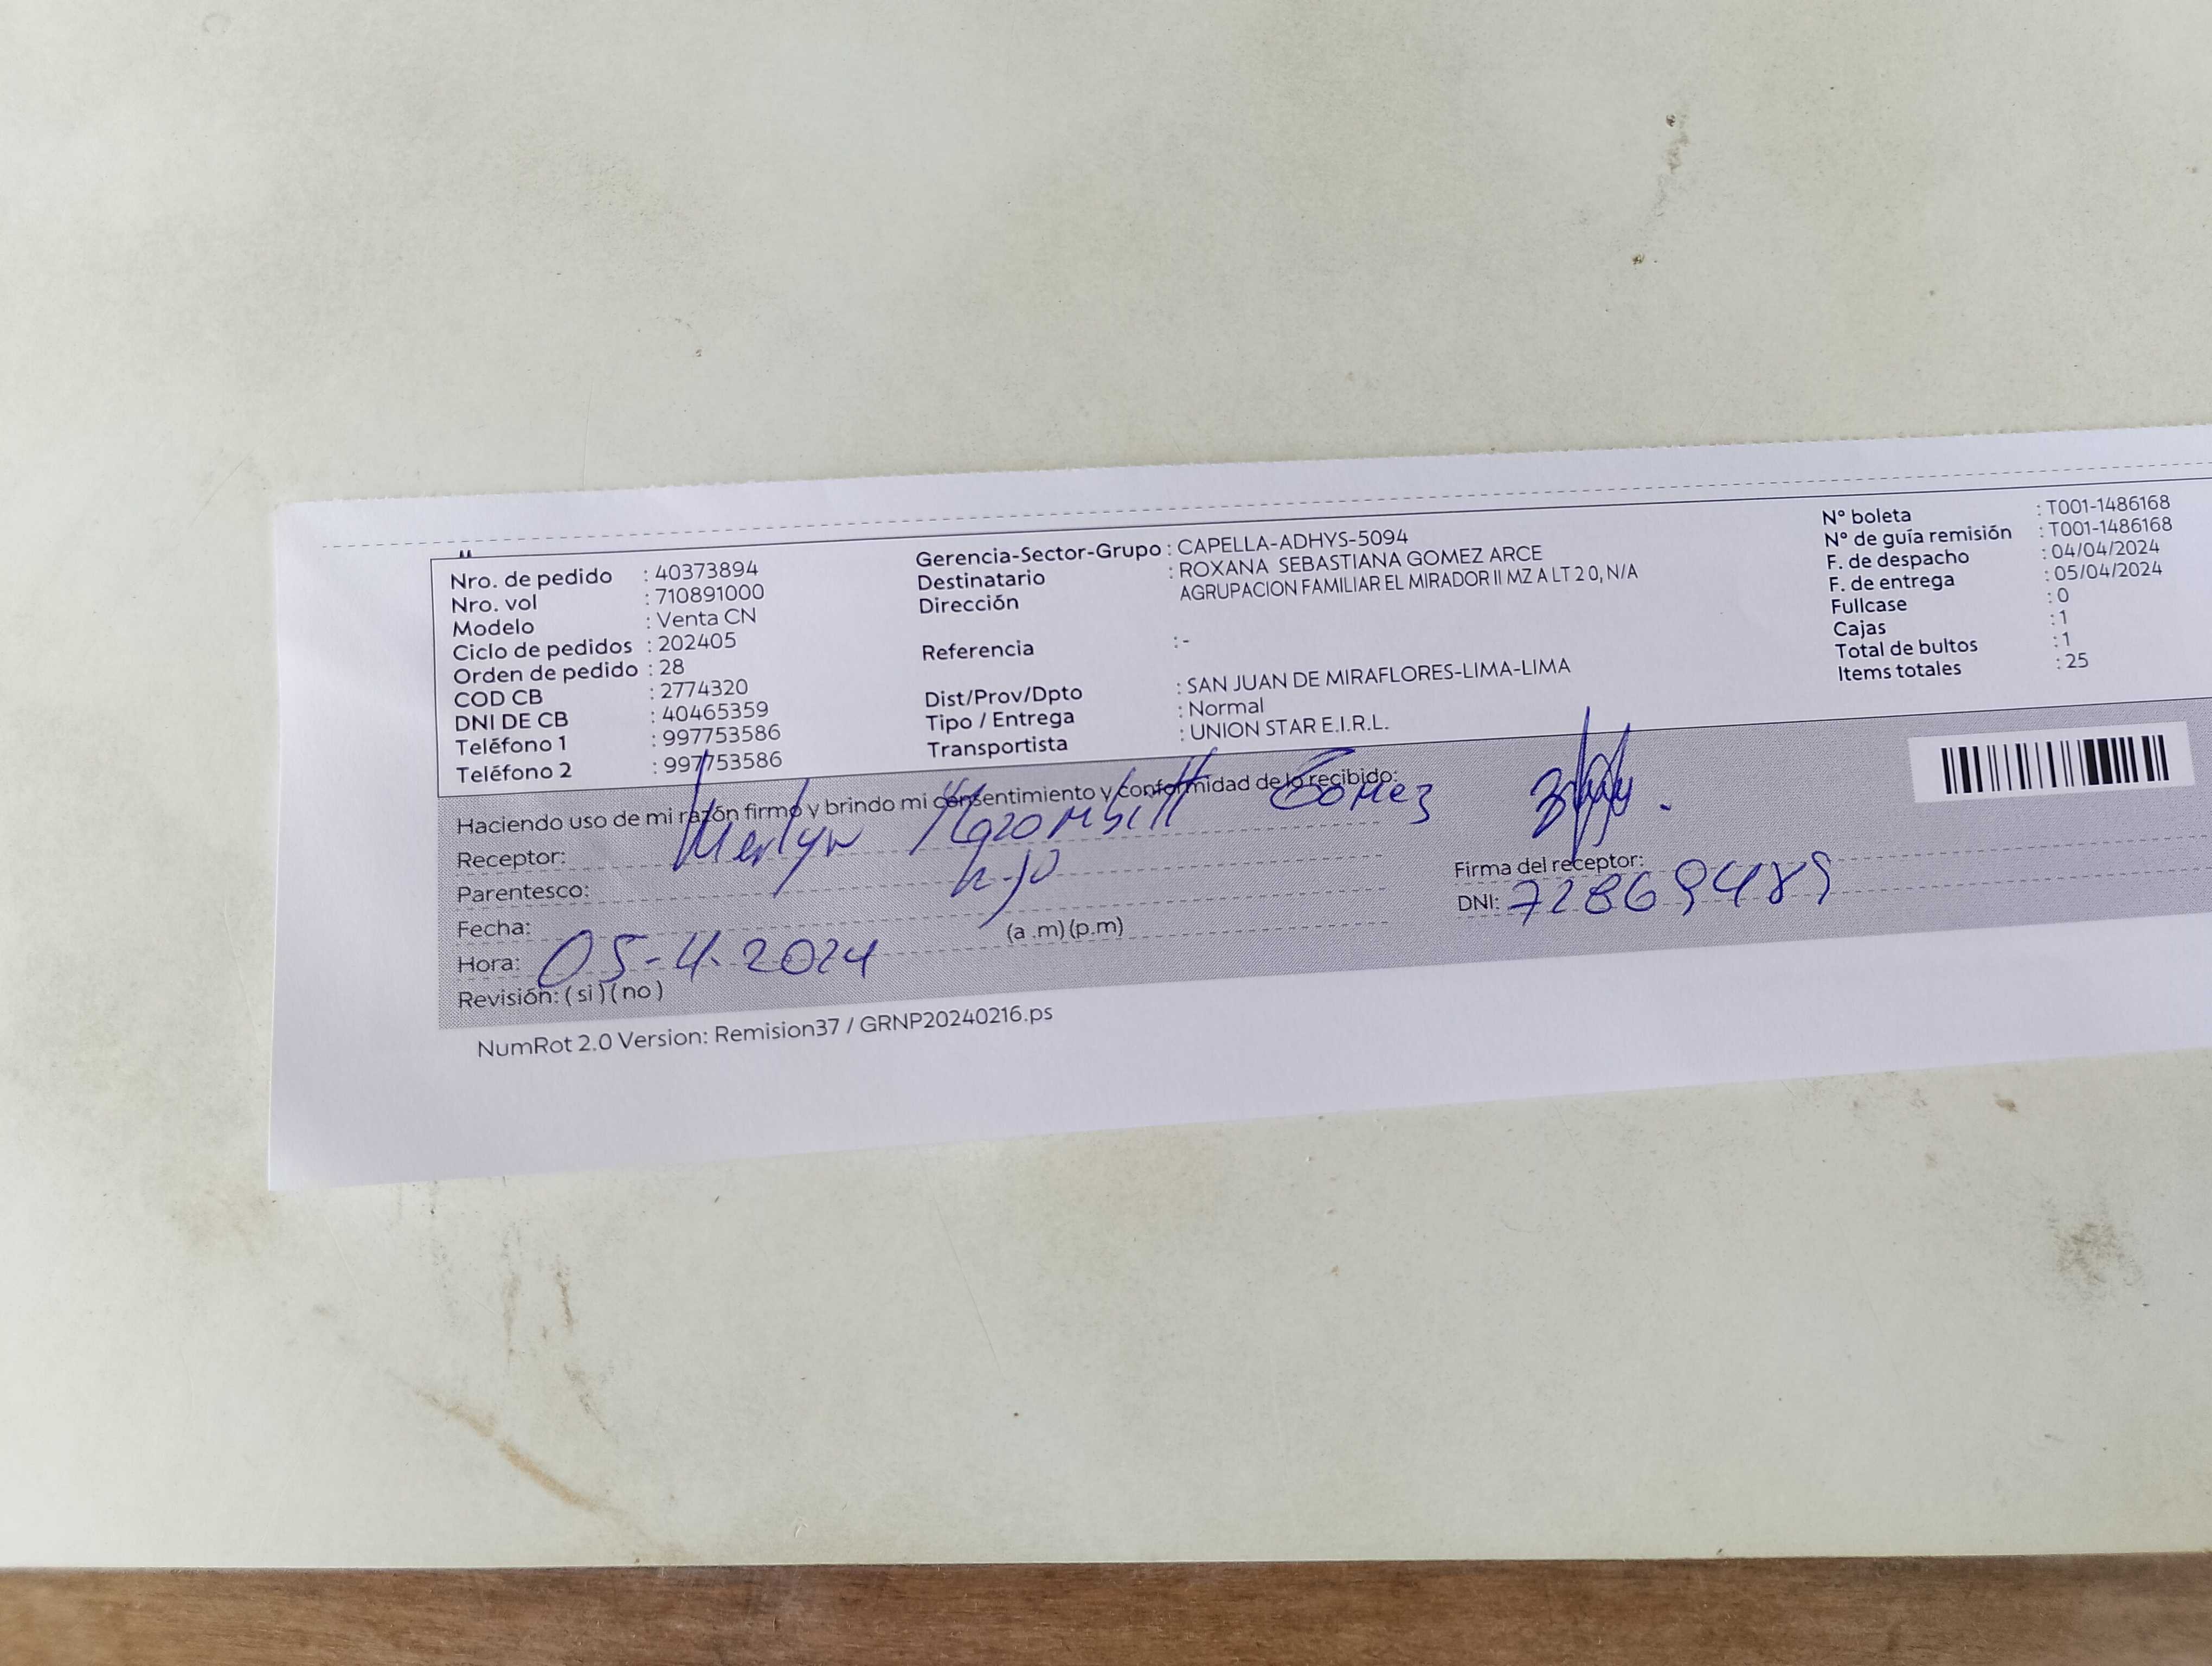 Nro. de pedido : 40373894
Nro. vol : 710891000
Modelo : Venta CN
Ciclo de pedidos : 202405
Orden de pedido : 28
COD CB : 2774320
DNI DE CB : 40465359
Teléfono 1 : 997753586
Teléfono 2 : 997753586
Gerencia-Sector-Grupo : CAPELLA-ADHYS-5094
Destinatario : ROXANA SEBASTIANA GOMEZ ARCE
Dirección AGRUPACION FAMILIAR EL MIRADOR II MZ A LT 2 0, N/A
Referencia : -
Dist/Prov/Dpto : SAN JUAN DE MIRAFLORES-LIMA-LIMA
Tipo / Entrega : Normal
Transportista : UNION STAR E.I.R.L.
N° boleta : T001-1486168
N° de guía remisión : T001-1486168
F. de despacho : 04/04/2024
F. de entrega : 05/04/2024
Fullcase : 0
Cajas : 1
Total de bultos : 1
Items totales : 25
Haciendo uso de mi razón firmo y brindo mi consentimiento y conformidad de lo recibido:
Receptor: Merlyn Gomez
Parentesco: hijo
Fecha:
Hora: 05-4-2024 (a .m) (p.m)
Revisión: ( si ) ( no )
Firma del receptor:
DNI: 72869489
NumRot 2.0 Version: Remision37 / GRNP20240216.ps